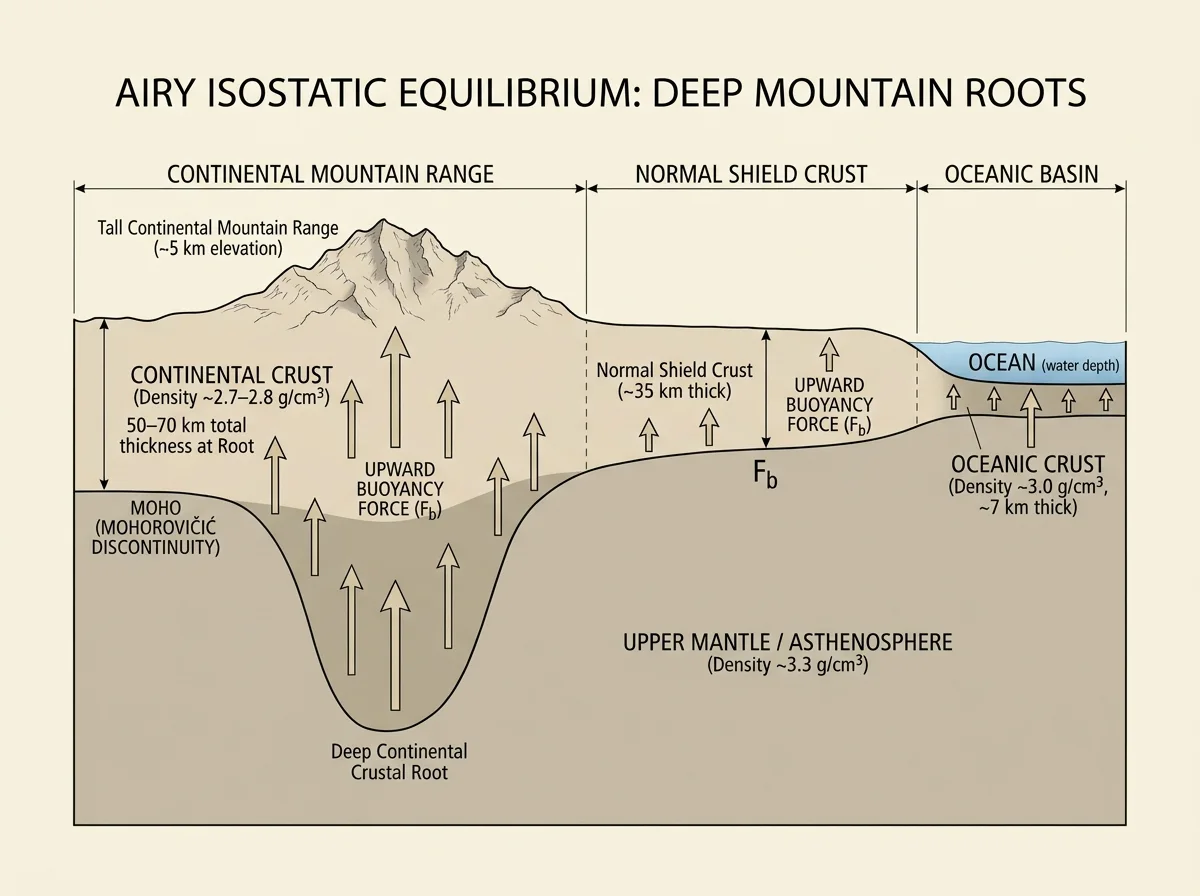 AIRY ISOSTATIC EQUILIBRIUM: DEEP MOUNTAIN ROOTS
CONTINENTAL MOUNTAIN RANGE
NORMAL SHIELD CRUST
OCEANIC BASIN
Tall Continental Mountain Range
(~5 km elevation)
CONTINENTAL CRUST
(Density ~2.7–2.8 g/cm³)
50–70 km total
thickness at Root
UPWARD
BUOYANCY
FORCE (Fb)
MOHO
(MOHOROVIČIĆ
DISCONTINUITY)
Deep Continental
Crustal Root
Normal Shield Crust
(~35 km thick)
UPWARD
BUOYANCY
FORCE (Fb)
Fb
OCEAN (water depth)
OCEANIC CRUST
(Density ~3.0 g/cm³,
~7 km thick)
UPPER MANTLE / ASTHENOSPHERE
(Density ~3.3 g/cm³)